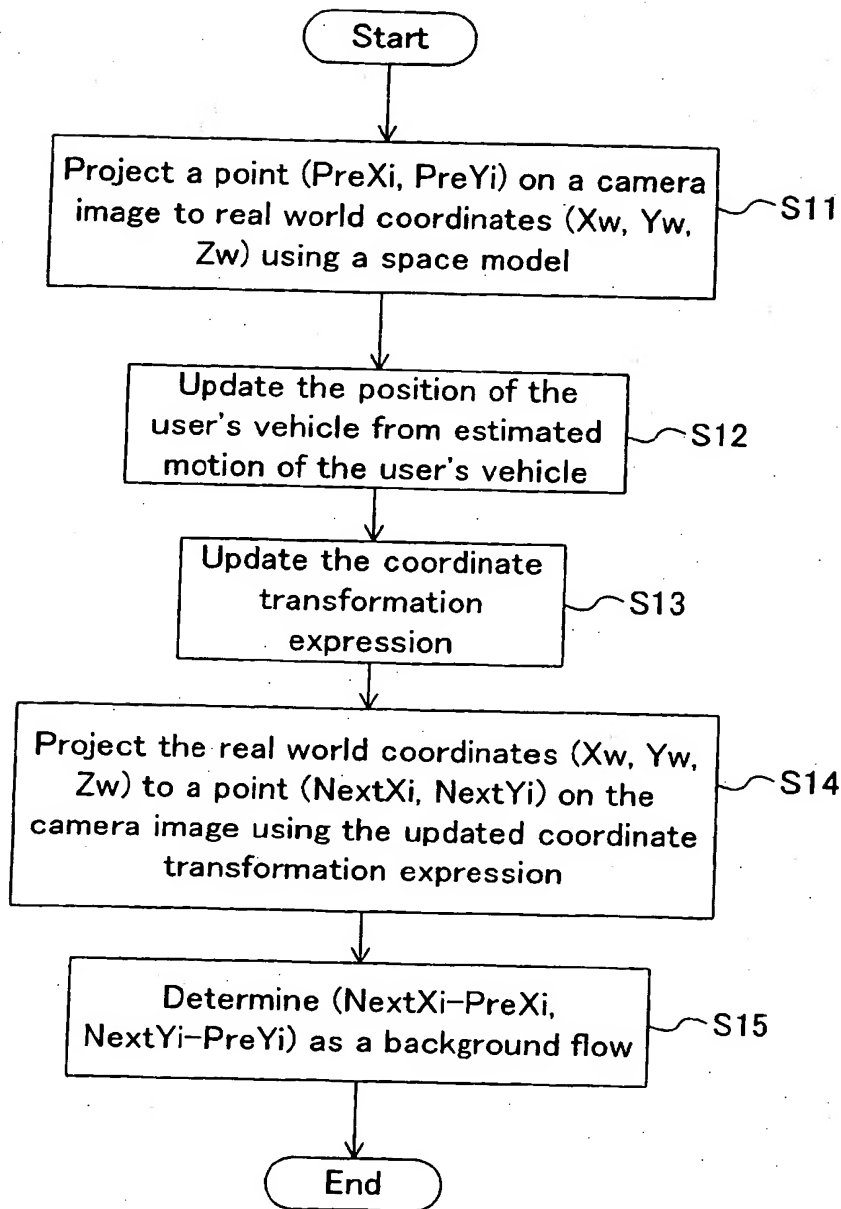 Start
Project a point (PreXi, PreYi) on a camera
image to real world coordinates (Xw, Yw,
Zw) using a space model
S11
Update the position of the
user's vehicle from estimated
motion of the user's vehicle
S12
Update the coordinate
transformation
expression
S13
Project the real world coordinates (Xw, Yw,
Zw) to a point (NextXi, NextYi) on the
camera image using the updated coordinate
transformation expression
S14
Determine (NextXi-PreXi,
NextYi-PreYi) as a background flow
S15
End